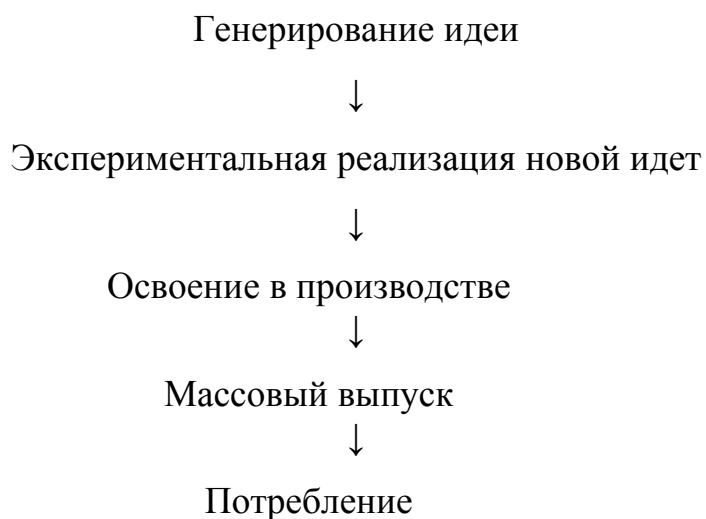 Генерирование идеи
↓
Экспериментальная реализация новой идет
↓
Освоение в производстве
↓
Массовый выпуск
↓
Потребление